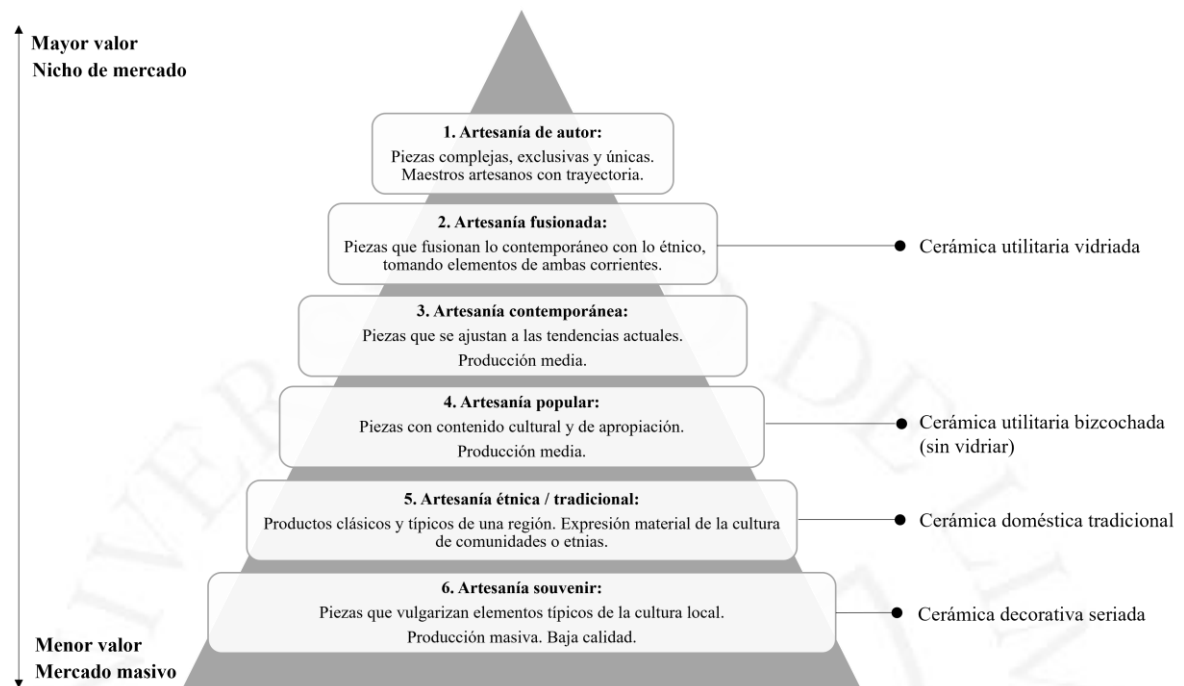 Mayor valor
Nicho de mercado
1. Artesanía de autor:
Piezas complejas, exclusivas y únicas.
Maestros artesanos con trayectoria.
2. Artesanía fusionada:
Piezas que fusionan lo contemporáneo con lo étnico,
tomando elementos de ambas corrientes.
Cerámica utilitaria vidriada
3. Artesanía contemporánea:
Piezas que se ajustan a las tendencias actuales.
Producción media.
4. Artesanía popular:
Piezas con contenido cultural y de apropiación.
Producción media.
Cerámica utilitaria bizcochada
(sin vidriar)
5. Artesanía étnica / tradicional:
Productos clásicos y típicos de una región. Expresión material de la cultura
de comunidades o etnias.
Cerámica doméstica tradicional
6. Artesanía souvenir:
Piezas que vulgarizan elementos típicos de la cultura local.
Producción masiva. Baja calidad.
Cerámica decorativa seriada
Menor valor
Mercado masivo